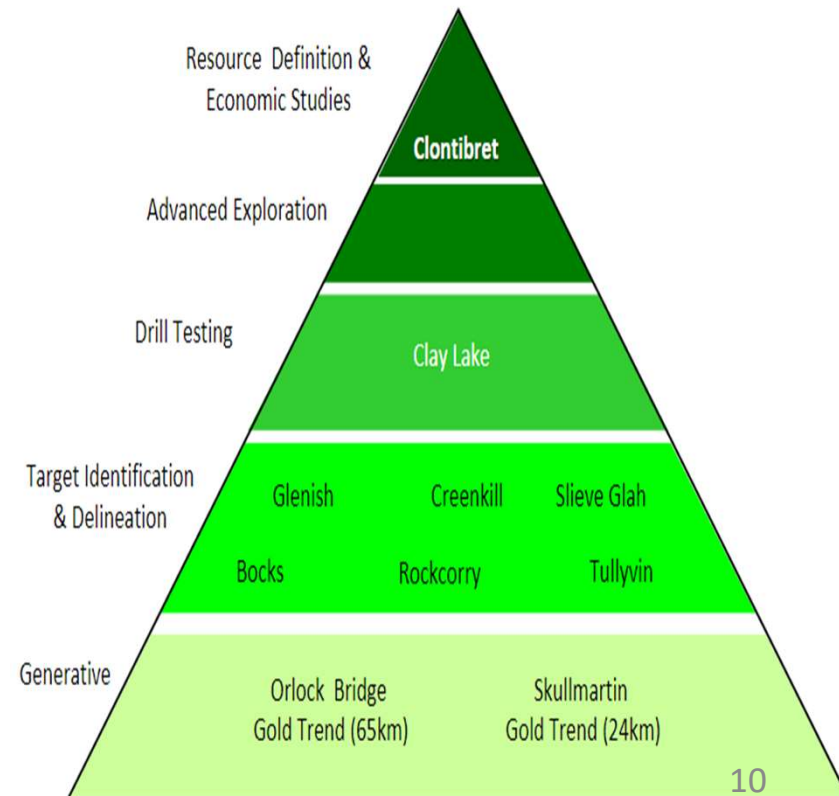 Resource Definition &
Economic Studies
Clontibret
Advanced Exploration
Drill Testing
Clay Lake
Target Identification
& Delineation
Glenish Creenkill Slieve Glah
Bocks Rockcorry Tullyvin
Generative
Orlock Bridge
Gold Trend (65km)
Skullmartin
Gold Trend (24km)
10